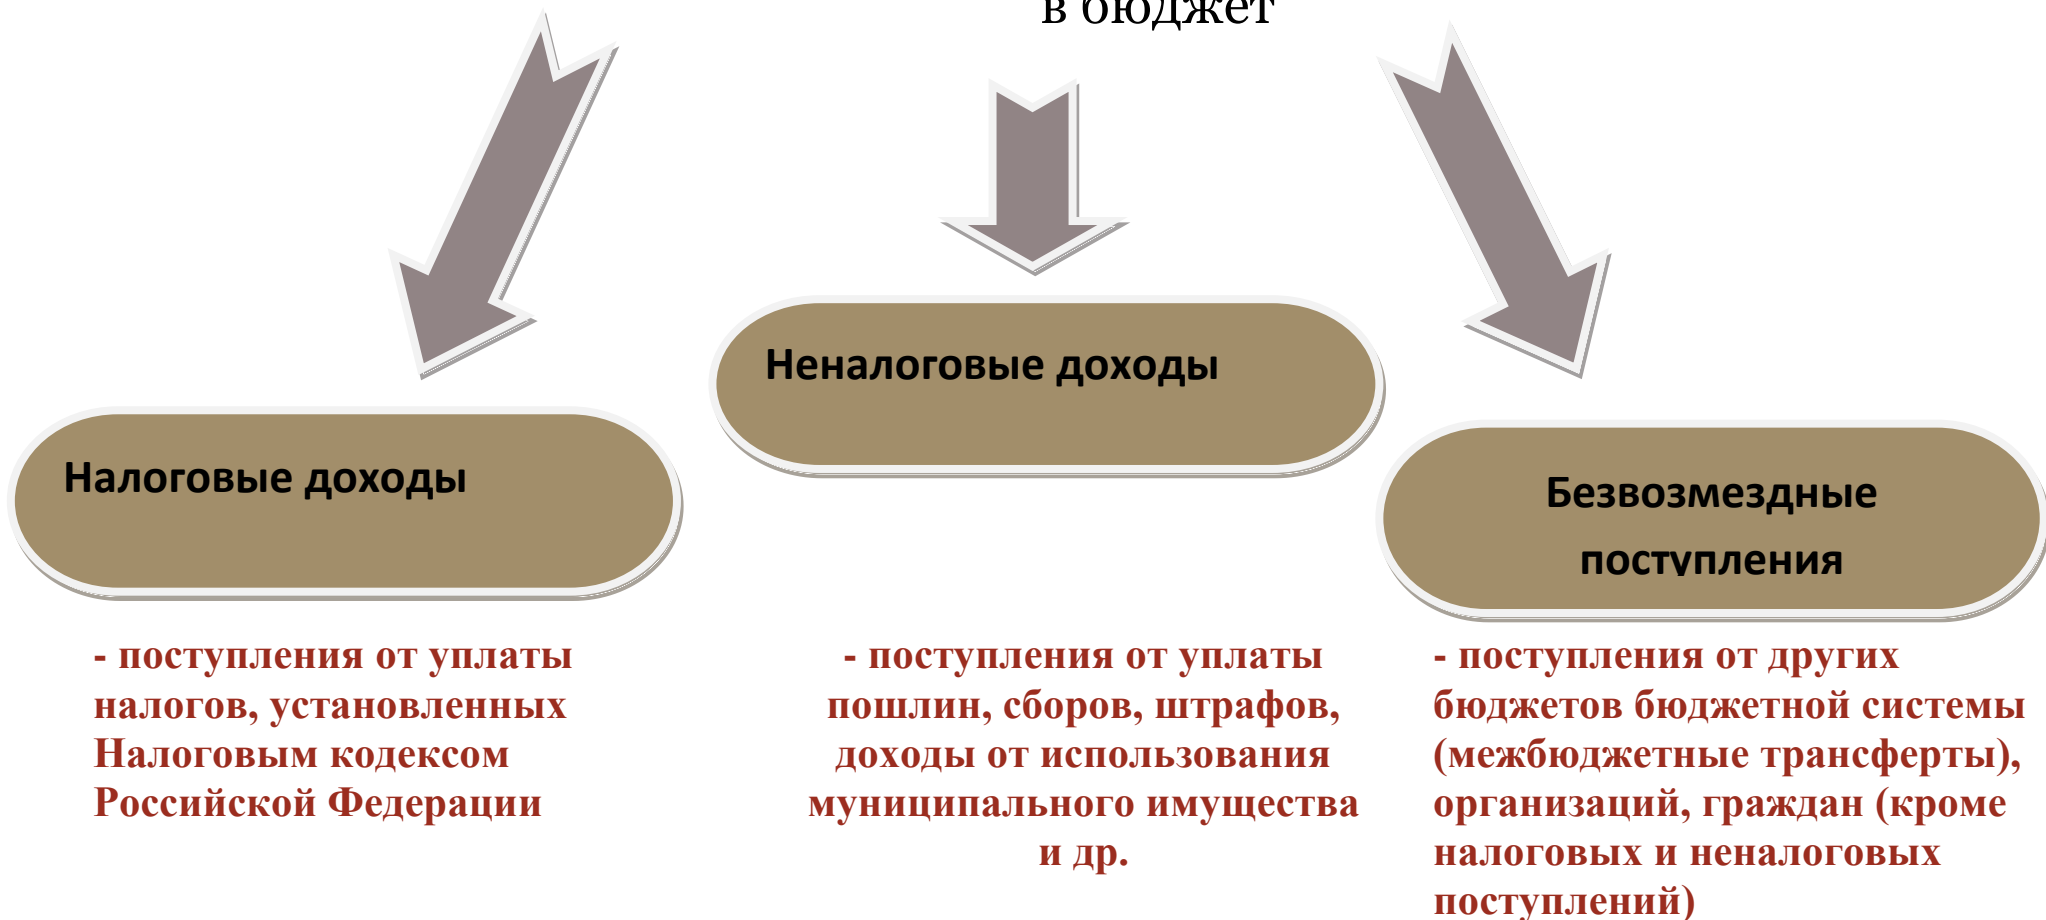 в бюджет
Неналоговые доходы
Налоговые доходы
Безвозмездные
поступления
- поступления от уплаты
налогов, установленных
Налоговым кодексом
Российской Федерации
- поступления от уплаты
пошлин, сборов, штрафов,
доходы от использования
муниципального имущества
и др.
- поступления от других
бюджетов бюджетной системы
(межбюджетные трансферты),
организаций, граждан (кроме
налоговых и неналоговых
поступлений)